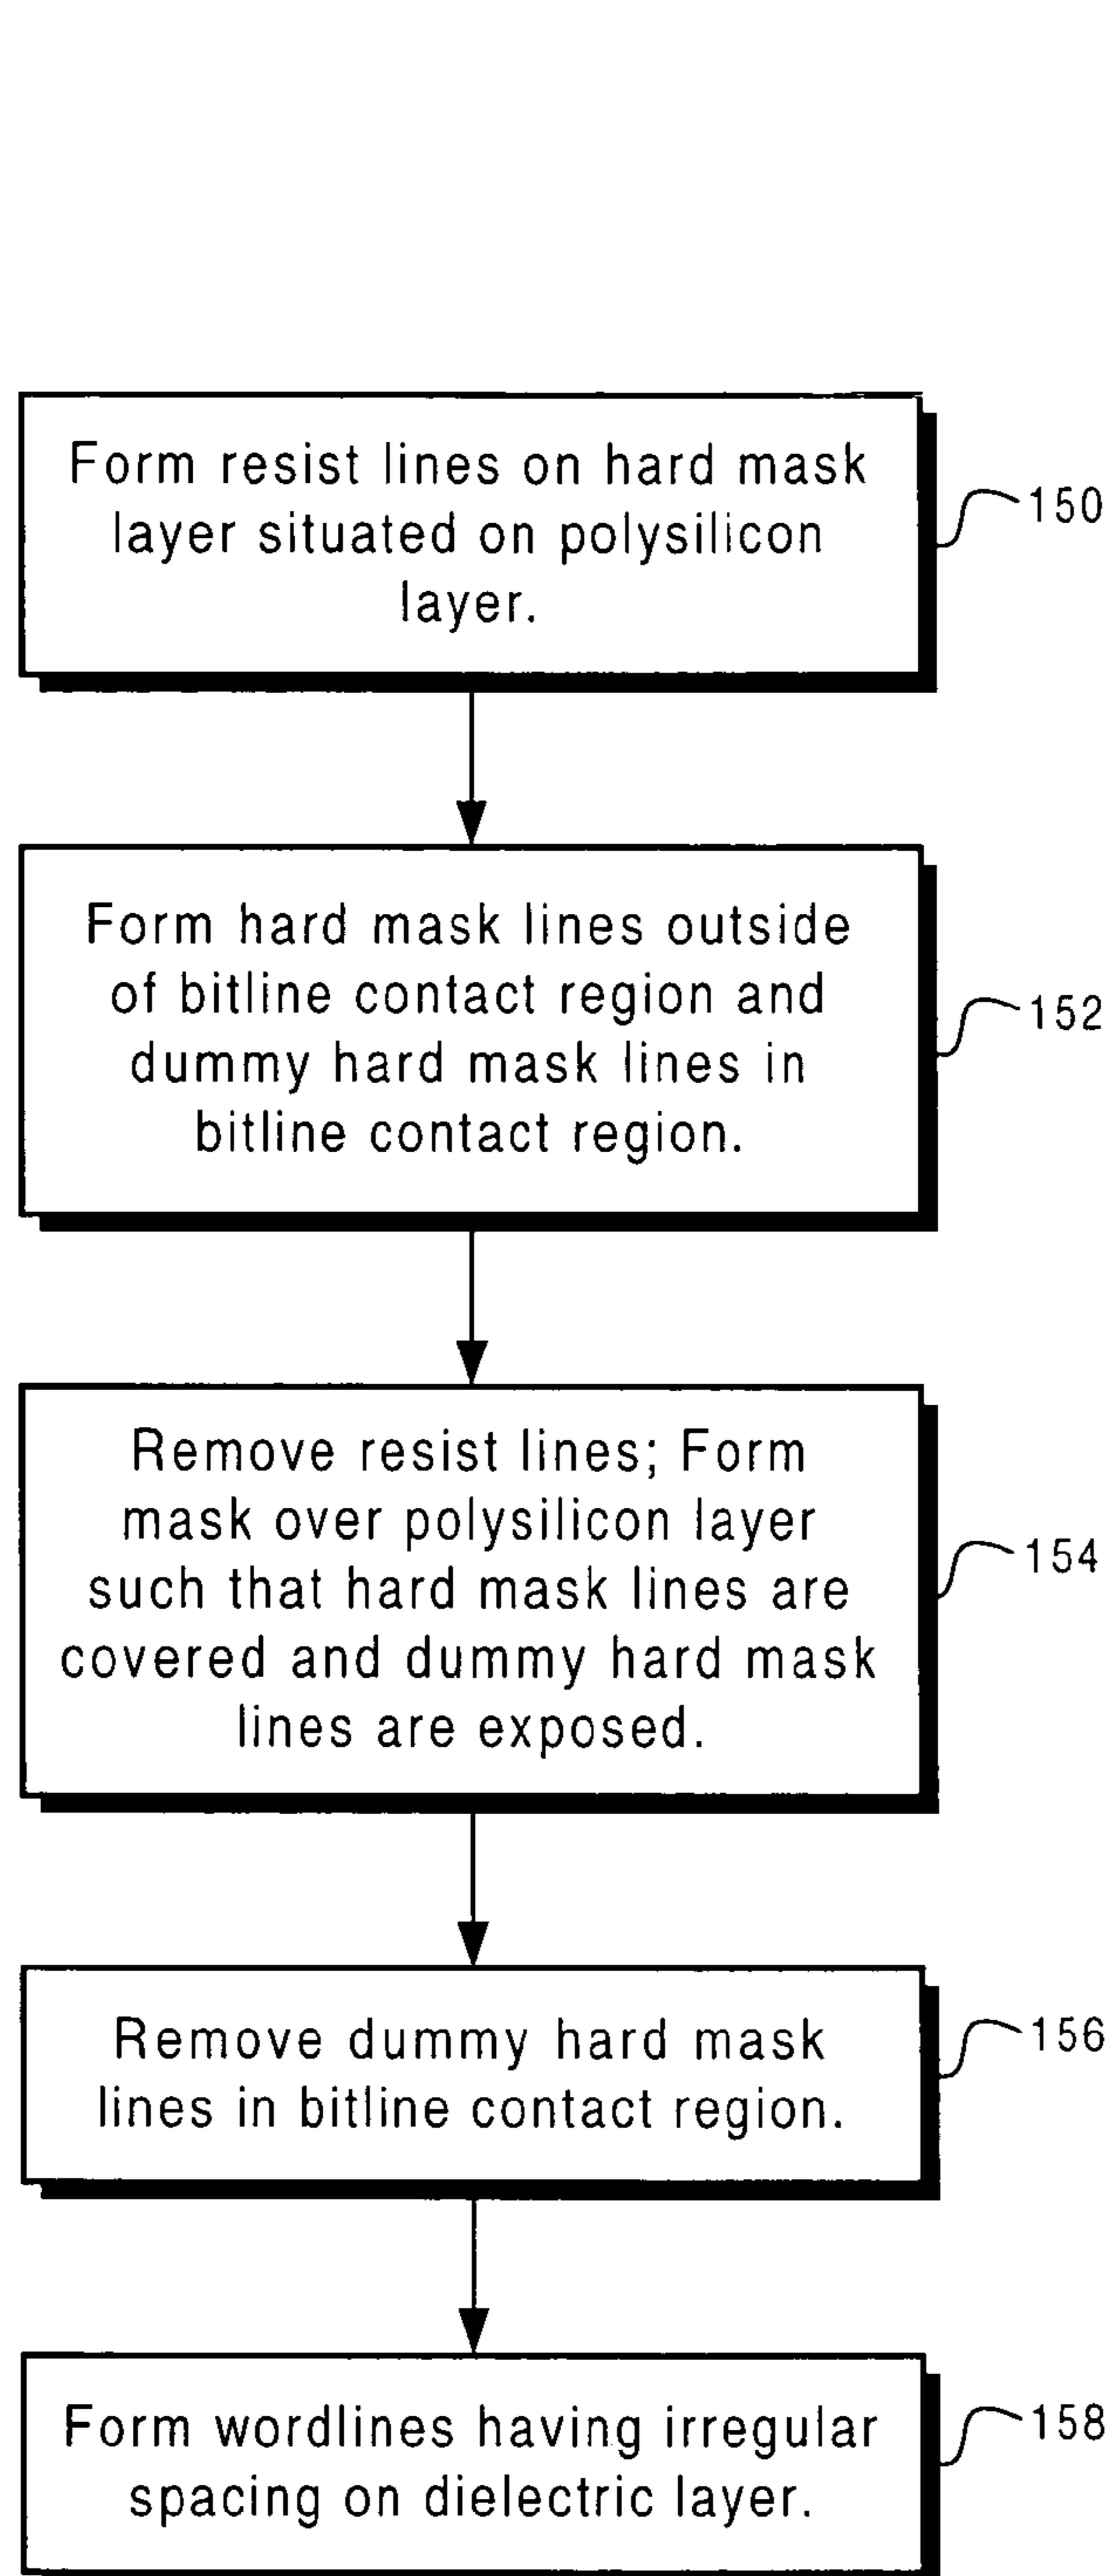 Form resist lines on hard mask
layer situated on polysilicon
layer.
150
Form hard mask lines outside
of bitline contact region and
dummy hard mask lines in
bitline contact region.
152
Remove resist lines; Form
mask over polysilicon layer
such that hard mask lines are
covered and dummy hard mask
lines are exposed.
154
Remove dummy hard mask
lines in bitline contact region.
156
Form wordlines having irregular
spacing on dielectric layer.
158